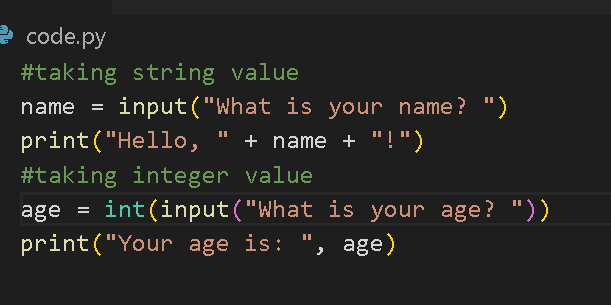 code.py
#taking string value
name = input("What is your name? ")
print("Hello, " + name + "!")
#taking integer value
age = int(input("What is your age? "))
print("Your age is: ", age)